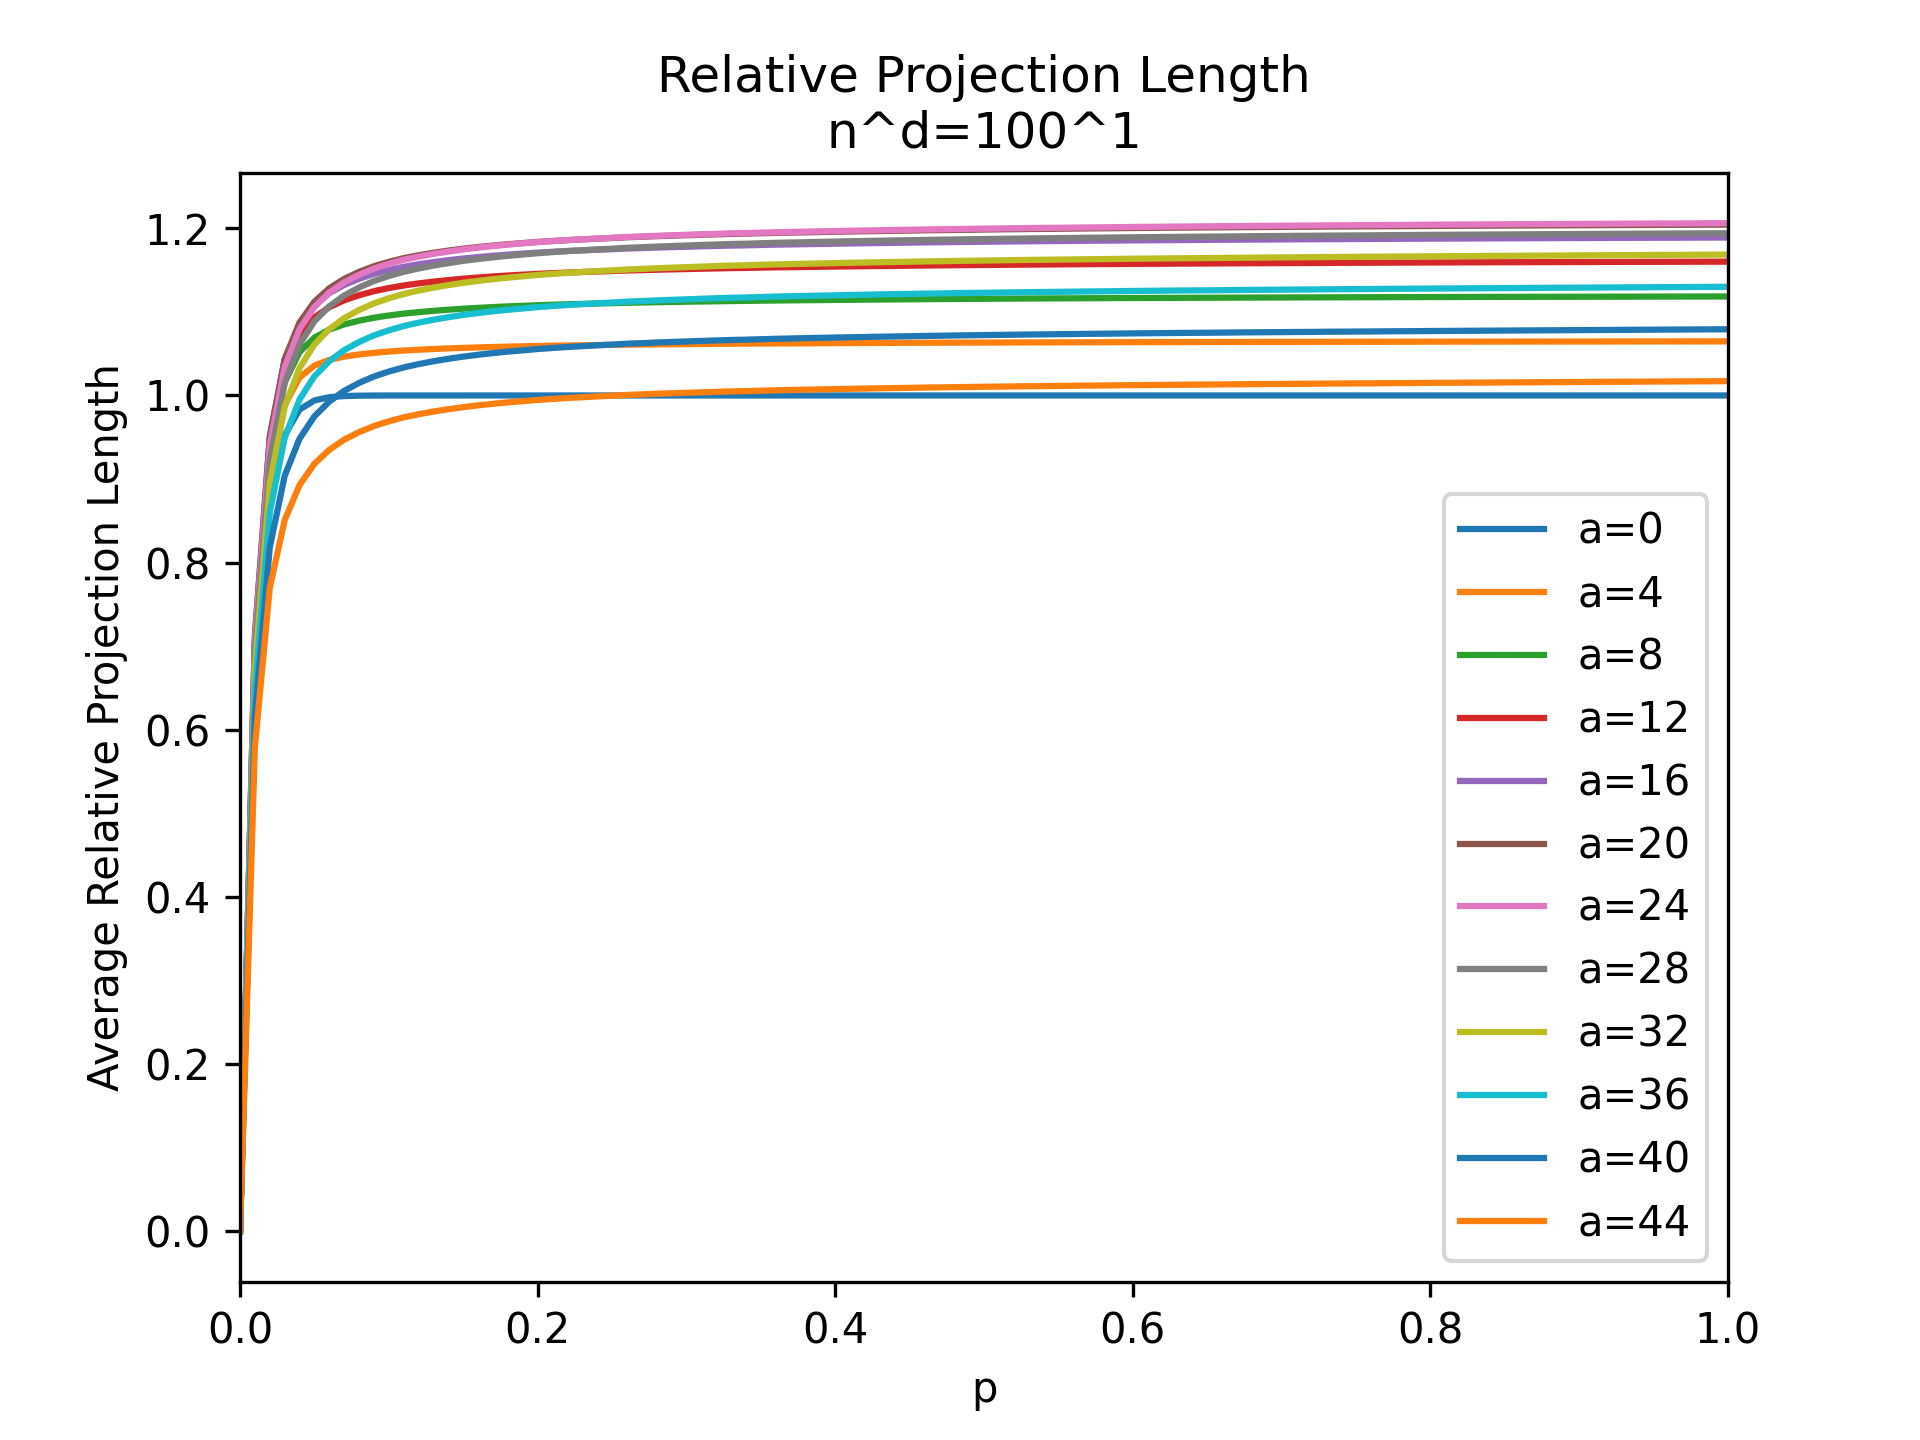 Relative Projection Length
n^d=100^1
Average Relative Projection Length
1.2
1.0
0.8
0.6
0.4
0.2
0.0
a=0
a=4
a=8
a=12
a=16
a=20
a=24
a=28
a=32
a=36
a=40
a=44
0.0 0.2 0.4 0.6 0.8 1.0
p